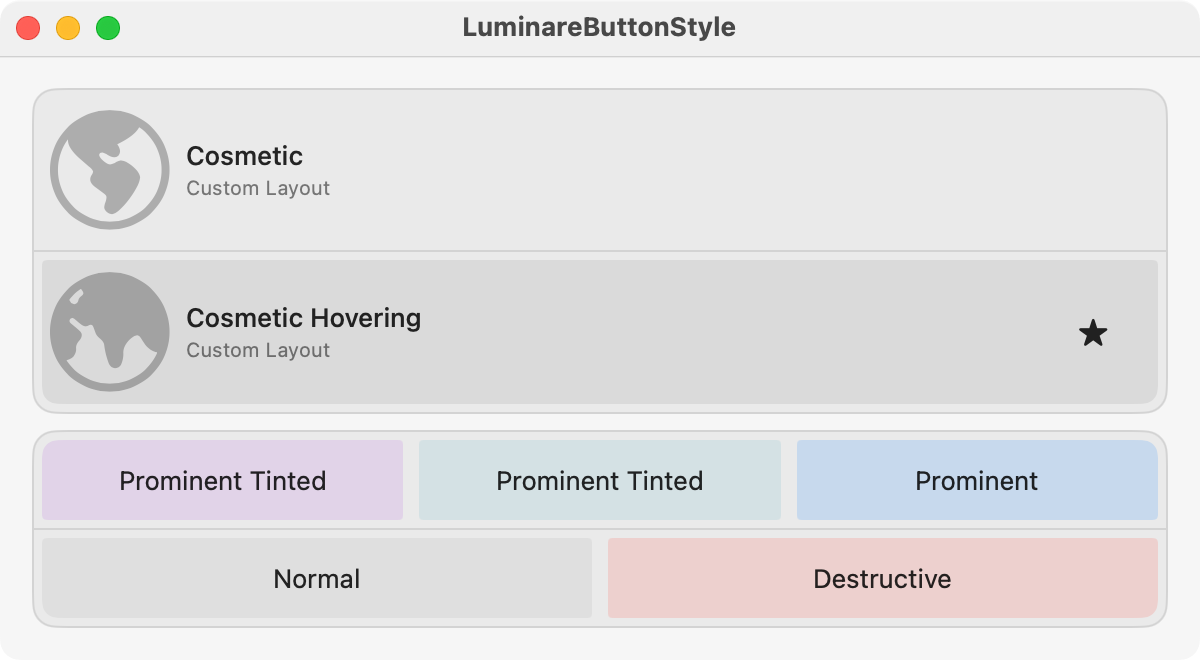 LuminareButtonStyle
Cosmetic
Custom Layout
Cosmetic Hovering
Custom Layout
Prominent Tinted
Prominent Tinted
Prominent
Normal
Destructive